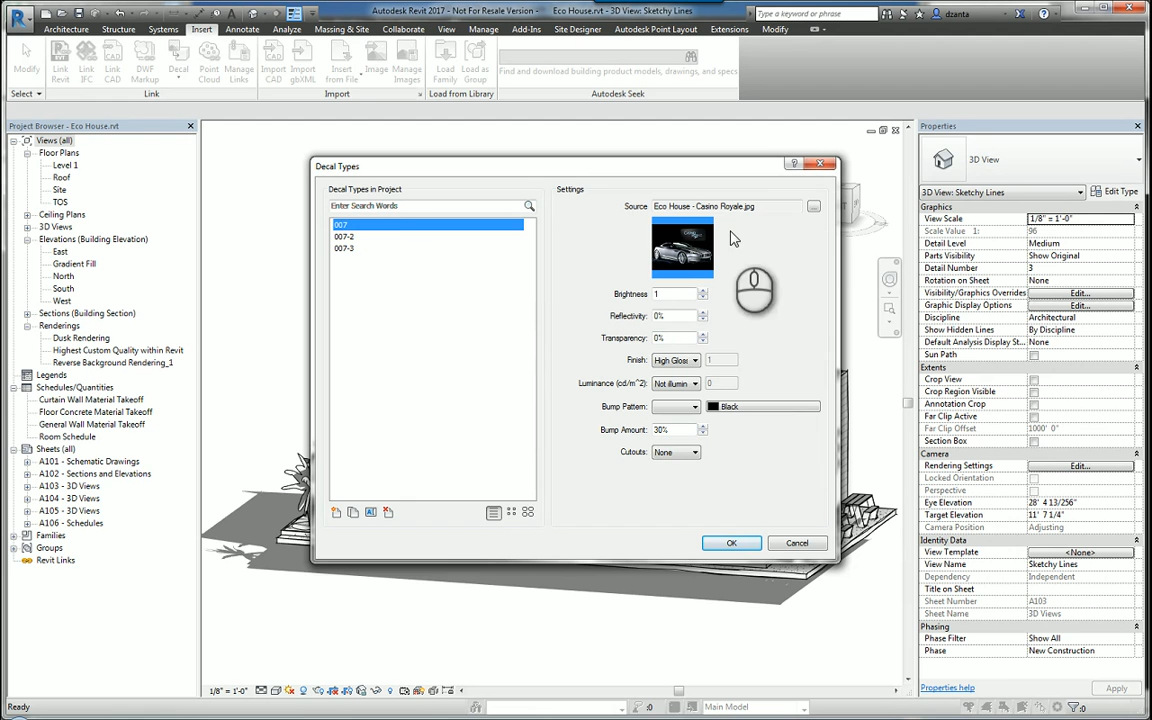 Autodesk Revit 2017 - Not For Resale Version - Eco House.rvt - 3D View: Sketchy Lines
Type a keyword or phrase
dzanta
Architecture Structure Systems Insert Annotate Analyze Massing & Site Collaborate View Manage Add-Ins Site Designer Autodesk Point Layout Extensions Modify
Modify
Link Revit
Link IFC
Link CAD
DWF Markup
Decal
Point Cloud
Manage Links
Import CAD
Import gbXML
Insert from File
Image
Manage Images
Load Family
Load as Group
Find and download building product models, drawings, and specs
Select Link Import Load from Library Autodesk Seek
Project Browser - Eco House.rvt
Views (all)
Floor Plans
Level 1
Roof
Site
TOS
Ceiling Plans
3D Views
Elevations (Building Elevation)
East
Gradient Fill
North
South
West
Sections (Building Section)
Renderings
Dusk Rendering
Highest Custom Quality within Revit
Reverse Background Rendering_1
Legends
Schedules/Quantities
Curtain Wall Material Takeoff
Floor Concrete Material Takeoff
General Wall Material Takeoff
Room Schedule
Sheets (all)
A101 - Schematic Drawings
A102 - Sections and Elevations
A103 - 3D Views
A104 - 3D Views
A105 - 3D Views
A106 - Schedules
Families
Groups
Revit Links
Decal Types
Decal Types in Project
Enter Search Words
007
007-2
007-3
Settings
Source Eco House - Casino Royale.jpg
Brightness 1
Reflectivity: 0%
Transparency: 0%
Finish: High Gloss 1
Luminance (cd/m^2): Not illumin 0
Bump Pattern: Black
Bump Amount: 30%
Cutouts: None
OK Cancel
Properties
3D View
3D View: Sketchy Lines Edit Type
Graphics
View Scale 1/8" = 1'-0"
Scale Value 1: 96
Detail Level Medium
Parts Visibility Show Original
Detail Number 3
Rotation on Sheet None
Visibility/Graphics Overrides Edit...
Graphic Display Options Edit...
Discipline Architectural
Show Hidden Lines By Discipline
Default Analysis Display St... None
Sun Path
Extents
Crop View
Crop Region Visible
Annotation Crop
Far Clip Active
Far Clip Offset 1000' 0"
Section Box
Camera
Rendering Settings Edit...
Locked Orientation
Perspective
Eye Elevation 28' 4 13/256"
Target Elevation 11' 7 1/4"
Camera Position Adjusting
Identity Data
View Template <None>
View Name Sketchy Lines
Dependency Independent
Title on Sheet
Sheet Number A103
Sheet Name 3D Views
Phasing
Phase Filter Show All
Phase New Construction
Properties help Apply
1/8" = 1'-0"
Ready :0 Main Model :0